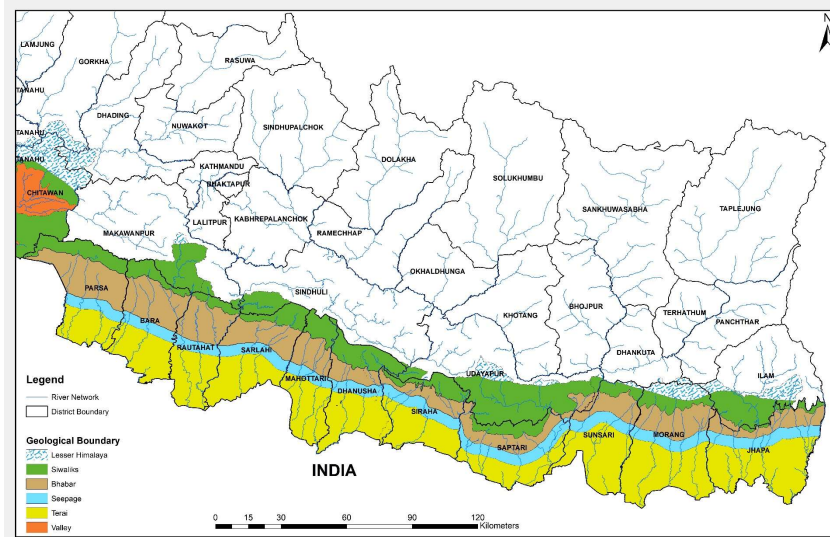 N
LAMJUNG
GORKHA
RASUWA
TANAHU
DHADING
NUWAKOT
SINDHUPALCHOK
DOLAKHA
TANAHU
SOLUKHUMBU
TANAHU
KATHMANDU
BHAKTAPUR
CHITAWAN
SANKHUWASABHA
TAPLEJUNG
LALITPUR
KABHREPALANCHOK
MAKAWANPUR
RAMECHHAP
OKHALDHUNGA
PARSA
SINDHULI
BHOJPUR
KHOTANG
TERHATHUM
PANCHTHAR
BARA
RAUTAHAT
SARLAHI
DHANKUTA
UDAYAPUR
ILAM
MAHOTTARI
DHANUSHA
SIRAHA
SAPTARI
SUNSARI
MORANG
JHAPA
INDIA
Legend
River Network
District Boundary
Geological Boundary
Lesser Himalaya
Siwaliks
Bhabar
Seepage
Terai
Valley
0 15 30 60 90 120
Kilometers